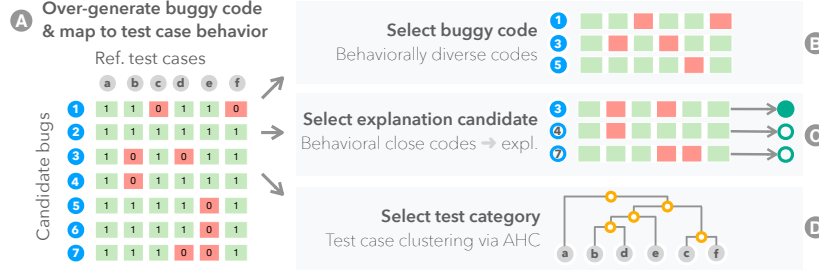 A Over-generate buggy code
& map to test case behavior
Ref. test cases
a b c d e f
Candidate bugs
1 1 1 0 1 1 0
2 1 1 1 1 1 1
3 1 0 1 0 1 1
4 1 0 1 1 1 1
5 1 1 1 1 0 1
6 1 1 1 1 0 1
7 1 1 1 0 0 1
Select buggy code
Behaviorally diverse codes
1
3
5
B
Select explanation candidate
Behavioral close codes ➜ expl.
3
4
7
C
Select test category
Test case clustering via AHC
a b d e c f
D